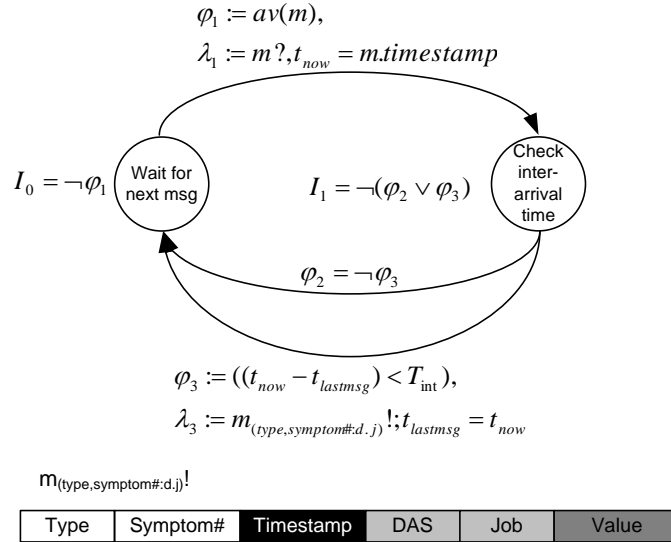 φ₁ := av(m),
λ₁ := m?, t_now = m.timestamp
I₀ = ¬φ₁
Wait for
next msg
I₁ = ¬(φ₂ ∨ φ₃)
Check
inter-
arrival
time
φ₂ = ¬φ₃
φ₃ := ((t_now − t_lastmsg) < T_int),
λ₃ := m_(type,symptom#:d.j)!; t_lastmsg = t_now
m_(type,symptom#:d.j)!
Type Symptom# Timestamp DAS Job Value